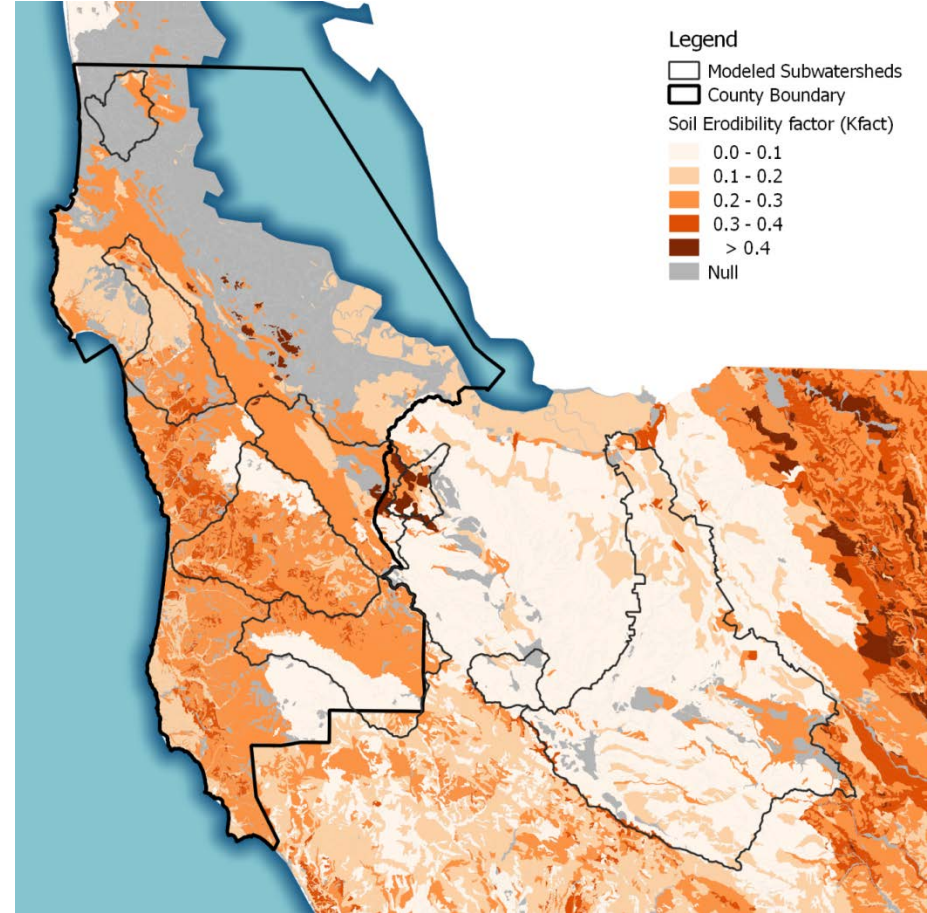 Legend
Modeled Subwatersheds
County Boundary
Soil Erodibility factor (Kfact)
0.0 - 0.1
0.1 - 0.2
0.2 - 0.3
0.3 - 0.4
> 0.4
Null